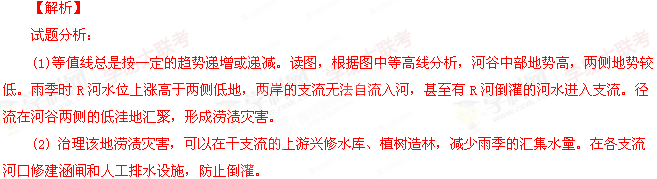 【解析】
试题分析：
(1)等值线总是按一定的趋势递增或递减。读图，根据图中等高线分析，河谷中部地势高，两侧地势较
低。雨季时 R 河水位上涨高于两侧低地，两岸的支流无法自流入河，甚至有 R 河倒灌的河水进入支流。径
流在河谷两侧的低洼地汇聚，形成涝渍灾害。
(2) 治理该地涝渍灾害，可以在干支流的上游兴修水库、植树造林，减少雨季的汇集水量。在各支流
河口修建涵闸和人工排水设施，防止倒灌。